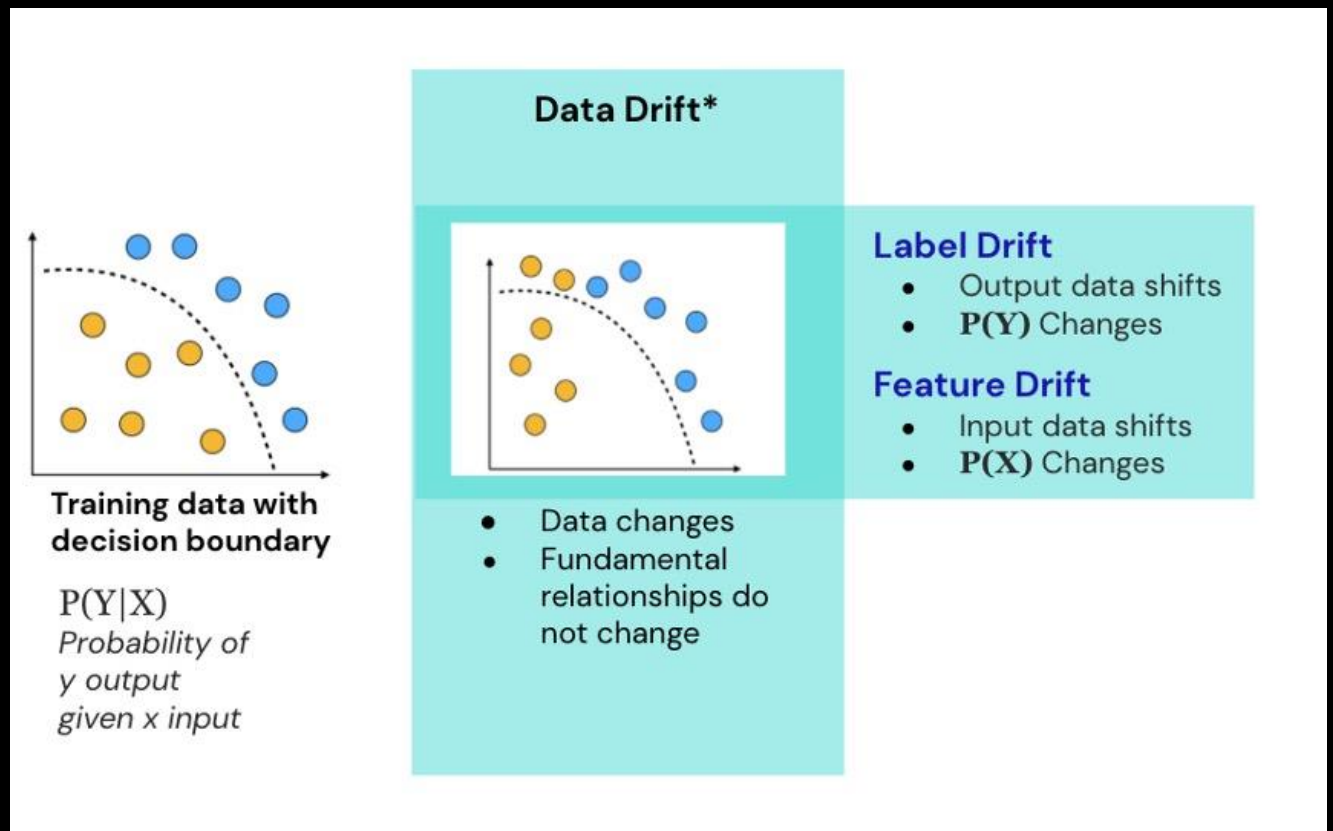 Data Drift*
Label Drift
• Output data shifts
• P(Y) Changes
Feature Drift
• Input data shifts
• P(X) Changes
Training data with
decision boundary
P(Y|X)
Probability of
y output
given x input
• Data changes
• Fundamental
relationships do
not change